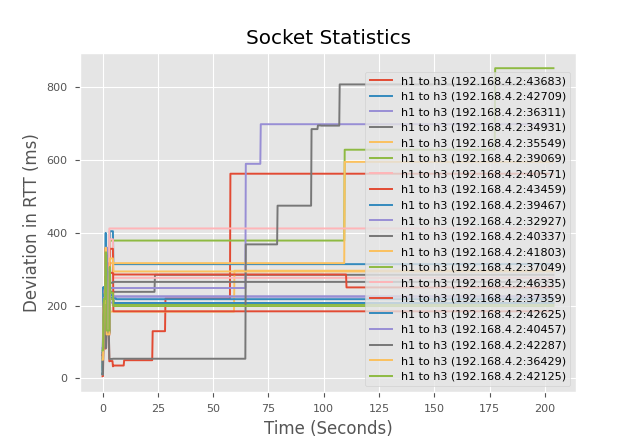 Socket Statistics
Deviation in RTT (ms)
800
600
400
200
0
h1 to h3 (192.168.4.2:43683)
h1 to h3 (192.168.4.2:42709)
h1 to h3 (192.168.4.2:36311)
h1 to h3 (192.168.4.2:34931)
h1 to h3 (192.168.4.2:35549)
h1 to h3 (192.168.4.2:39069)
h1 to h3 (192.168.4.2:40571)
h1 to h3 (192.168.4.2:43459)
h1 to h3 (192.168.4.2:39467)
h1 to h3 (192.168.4.2:32927)
h1 to h3 (192.168.4.2:40337)
h1 to h3 (192.168.4.2:41803)
h1 to h3 (192.168.4.2:37049)
h1 to h3 (192.168.4.2:46335)
h1 to h3 (192.168.4.2:37359)
h1 to h3 (192.168.4.2:42625)
h1 to h3 (192.168.4.2:40457)
h1 to h3 (192.168.4.2:42287)
h1 to h3 (192.168.4.2:36429)
h1 to h3 (192.168.4.2:42125)
0 25 50 75 100 125 150 175 200
Time (Seconds)